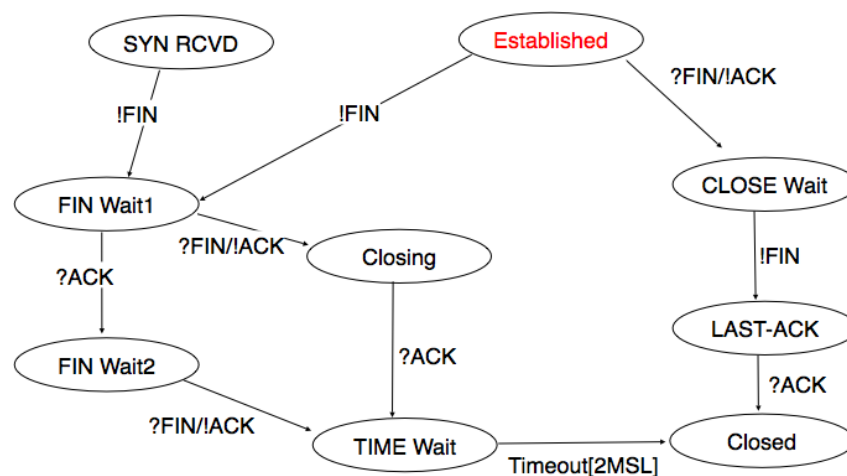 SYN RCVD
Established
?FIN/!ACK
!FIN
!FIN
CLOSE Wait
FIN Wait1
?FIN/!ACK
Closing
!FIN
?ACK
LAST-ACK
FIN Wait2
?ACK
?ACK
?FIN/!ACK
TIME Wait
Closed
Timeout[2MSL]